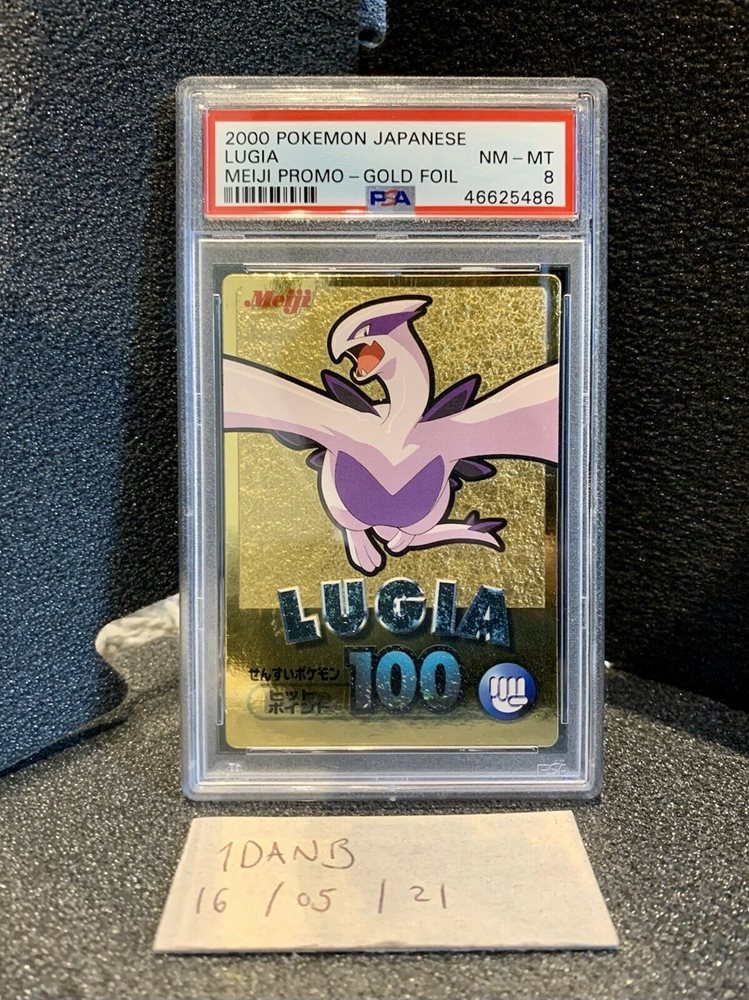 2000 POKEMON JAPANESE
LUGIA NM – MT
MEIJI PROMO – GOLD FOIL 8
PSA 46625486
Meiji
LUGIA
せんすいポケモン
ヒット
ポイント
100
PSA
1DANB
16 / 05 / 21